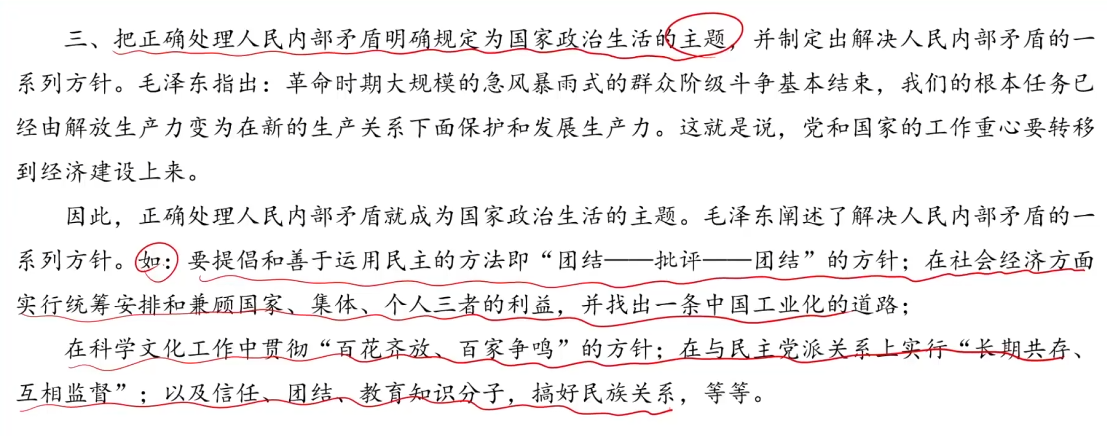 三、把正确处理人民内部矛盾明确规定为国家政治生活的主题，并制定出解决人民内部矛盾的一
系列方针。毛泽东指出：革命时期大规模的急风暴雨式的群众阶级斗争基本结束，我们的根本任务已
经由解放生产力变为在新的生产关系下面保护和发展生产力。这就是说，党和国家的工作重心要转移
到经济建设上来。
因此，正确处理人民内部矛盾就成为国家政治生活的主题。毛泽东阐述了解决人民内部矛盾的一
系列方针。如：要提倡和善于运用民主的方法即“团结——批评——团结”的方针；在社会经济方面
实行统筹安排和兼顾国家、集体、个人三者的利益，并找出一条中国工业化的道路；
在科学文化工作中贯彻“百花齐放、百家争鸣”的方针；在与民主党派关系上实行“长期共存、
互相监督”；以及信任、团结、教育知识分子，搞好民族关系，等等。